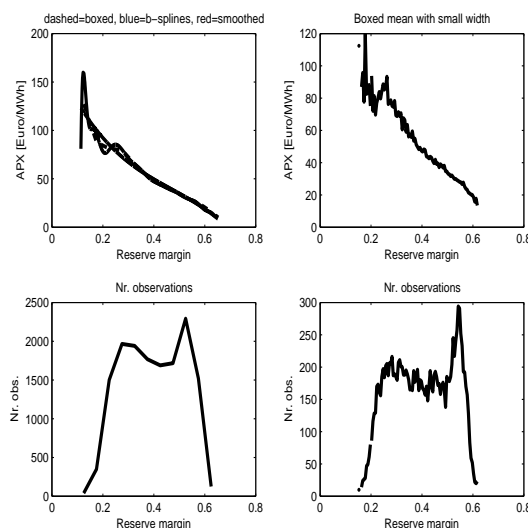 dashed=boxed, blue=b−splines, red=smoothed
200
150
100
50
0
APX [Euro/MWh]
0 0.2 0.4 0.6 0.8
Reserve margin
Boxed mean with small width
120
100
80
60
40
20
0
APX [Euro/MWh]
0 0.2 0.4 0.6 0.8
Reserve margin
Nr. observations
2500
2000
1500
1000
500
0
Nr. obs.
0 0.2 0.4 0.6 0.8
Reserve margin
Nr. observations
300
250
200
150
100
50
0
Nr. obs.
0 0.2 0.4 0.6 0.8
Reserve margin